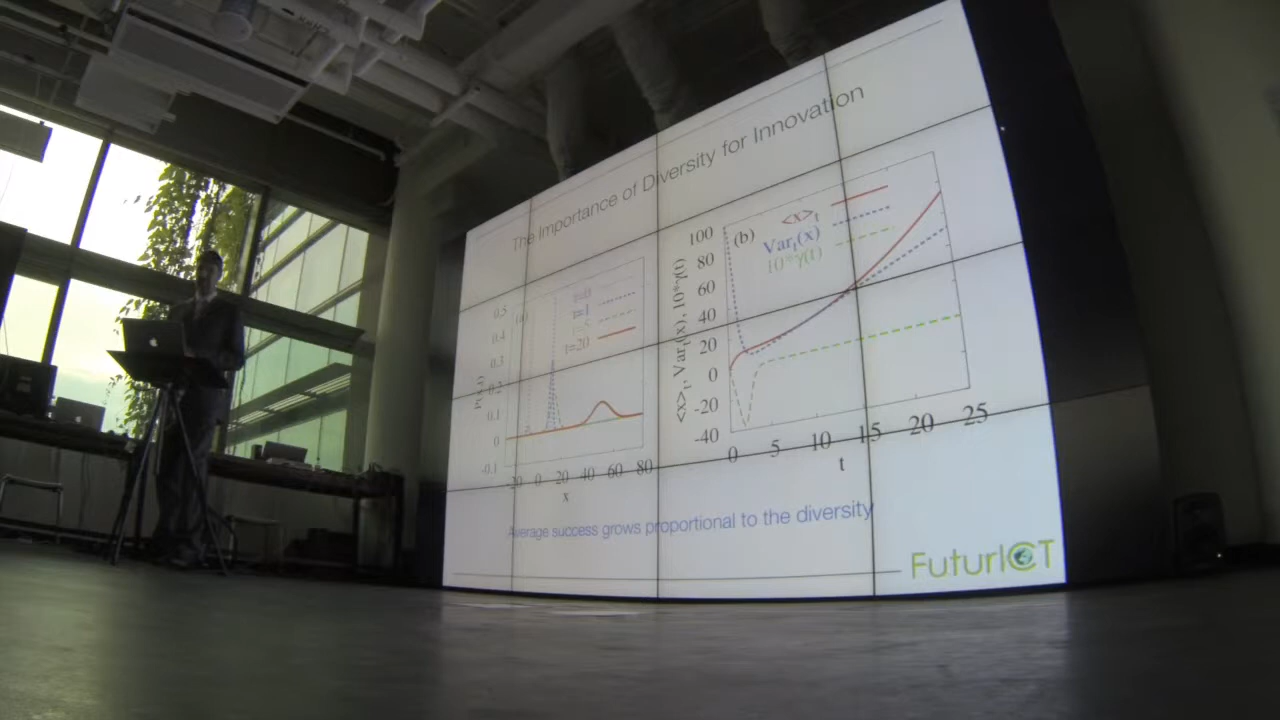 The Importance of Diversity for Innovation
0.5
0.4
0.3
0.2
0.1
0
-0.1
(a)
t=0
t=1
t=20
-20 0 20 40 60 80
x
<x>t, Vart(x), 10*γ(t)
100
80
60
40
20
0
-20
-40
(b)
<x>t
Vart(x)
10*γ(t)
0 5 10 15 20 25
t
Average success grows proportional to the diversity
FuturICT